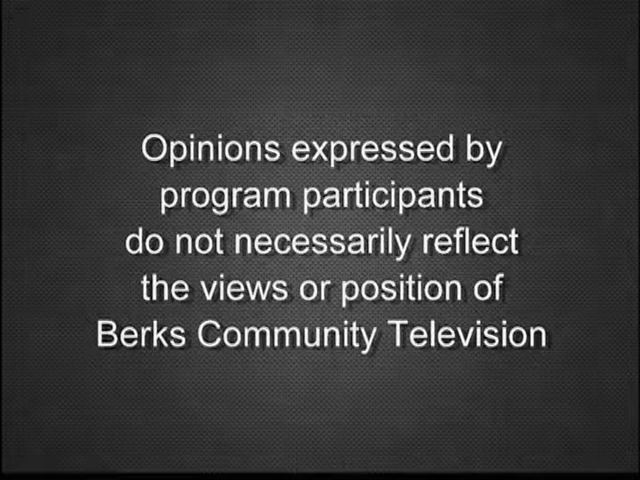 Opinions expressed by
program participants
do not necessarily reflect
the views or position of
Berks Community Television